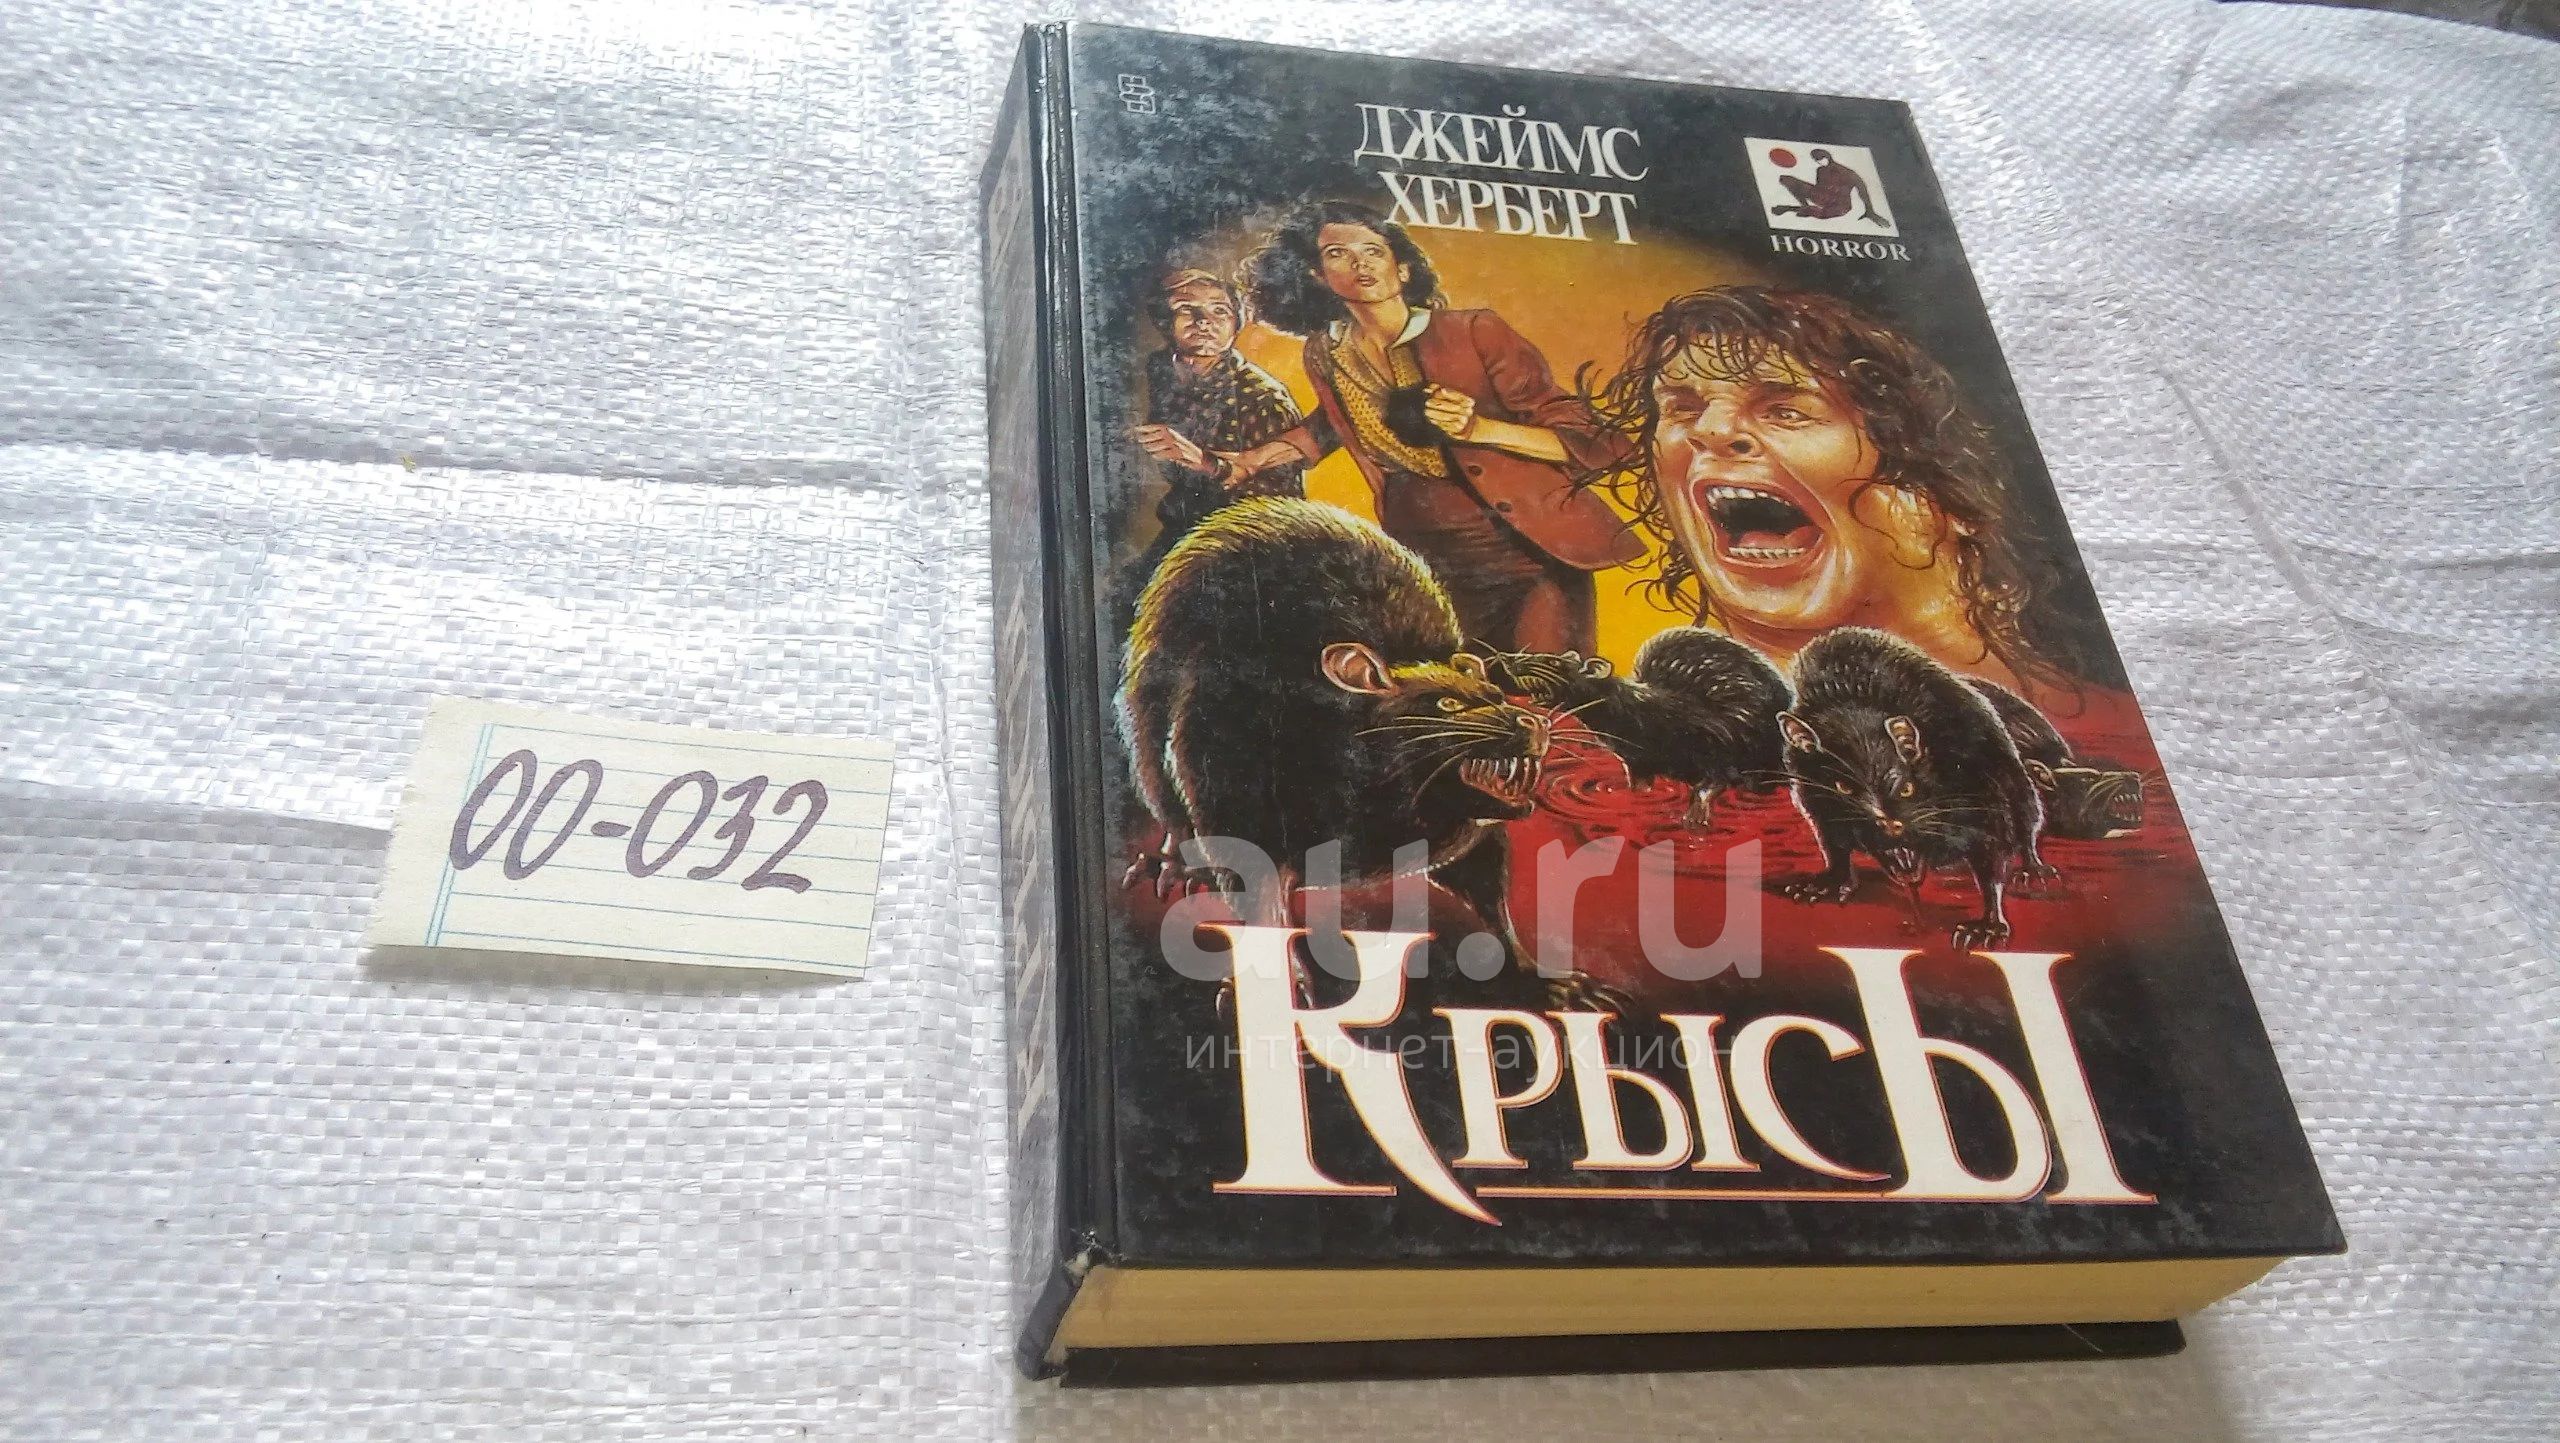 ДЖЕЙМС
ХЕРБЕРТ
HORROR
00-032
au.ru
интернет-аукцион
КРЫСЫ